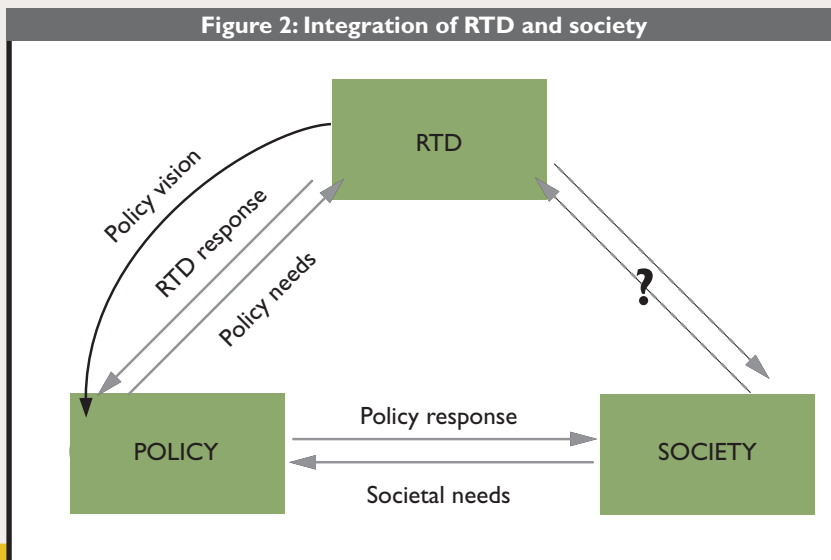 Figure 2: Integration of RTD and society
RTD
Policy vision
RTD response
Policy needs
?
POLICY
Policy response
Societal needs
SOCIETY